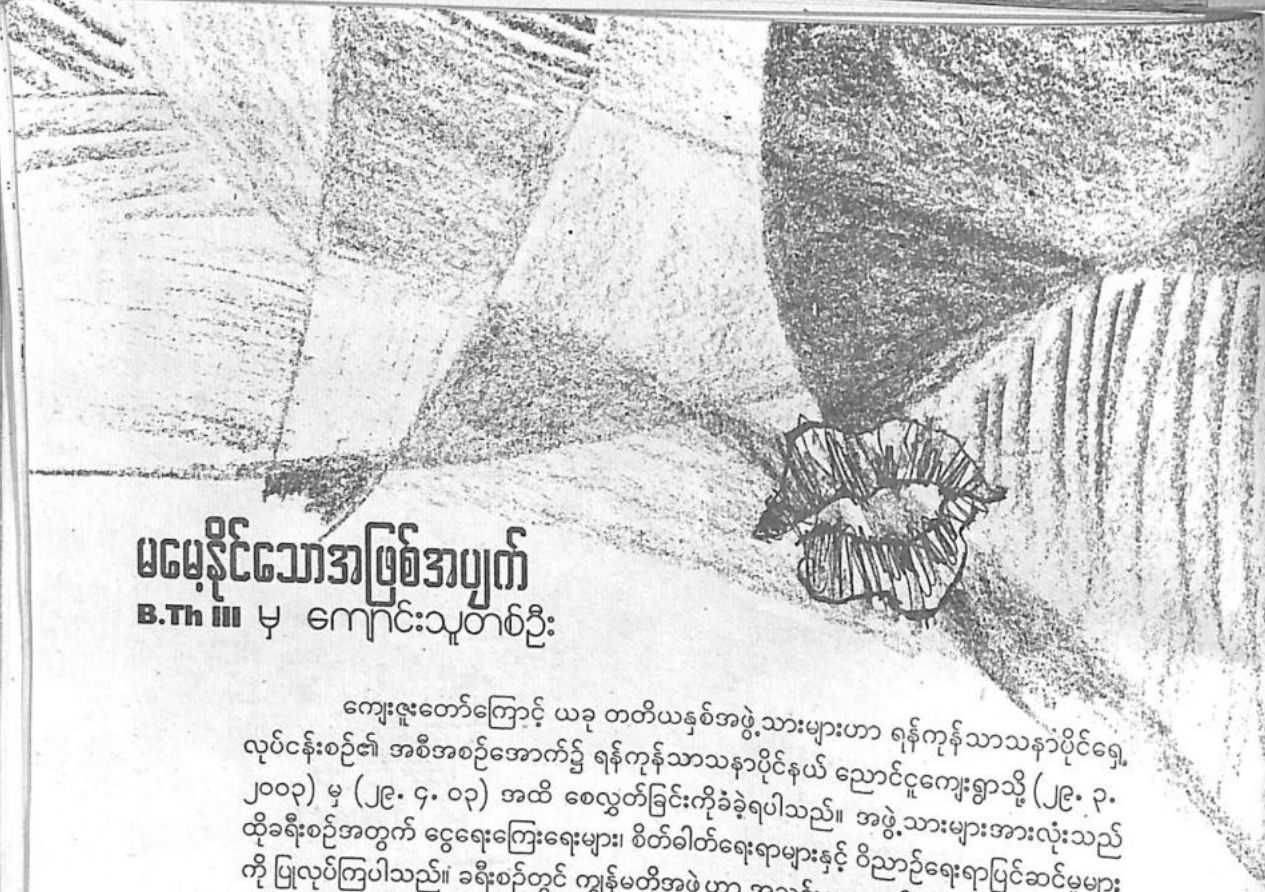 မမေ့နိုင်သောအဖြစ်အပျက်
B.Th III မှ ကျောင်းသူတစ်ဦး
ကျေးဇူးတော်ကြောင့် ယခု တတိယနှစ်အဖွဲ့သားများဟာ ရန်ကုန်သာသနာပိုင်ရှေ့
လုပ်ငန်းစဉ်၏ အစီအစဉ်အောက်၌ ရန်ကုန်သာသနာပိုင်နယ် ညောင်ငူကျေးရွာသို့ (၂၉. ၃.
၂၀၀၃) မှ (၂၉. ၄. ၀၃) အထိ စေလွှတ်ခြင်းကိုခံခဲ့ရပါသည်။ အဖွဲ့သားများအားလုံးသည်
ထိုခရီးစဉ်အတွက် ငွေရေးကြေးရေးများ၊ စိတ်ဓါတ်ရေးရာများနှင့် ဝိညာဉ်ရေးရာပြင်ဆင်မှုများ
ကို ပြုလုပ်ကြပါသည်။ ခရီးစဉ်တွင် ကျွန်မတို့အဖွဲ့ဟာ